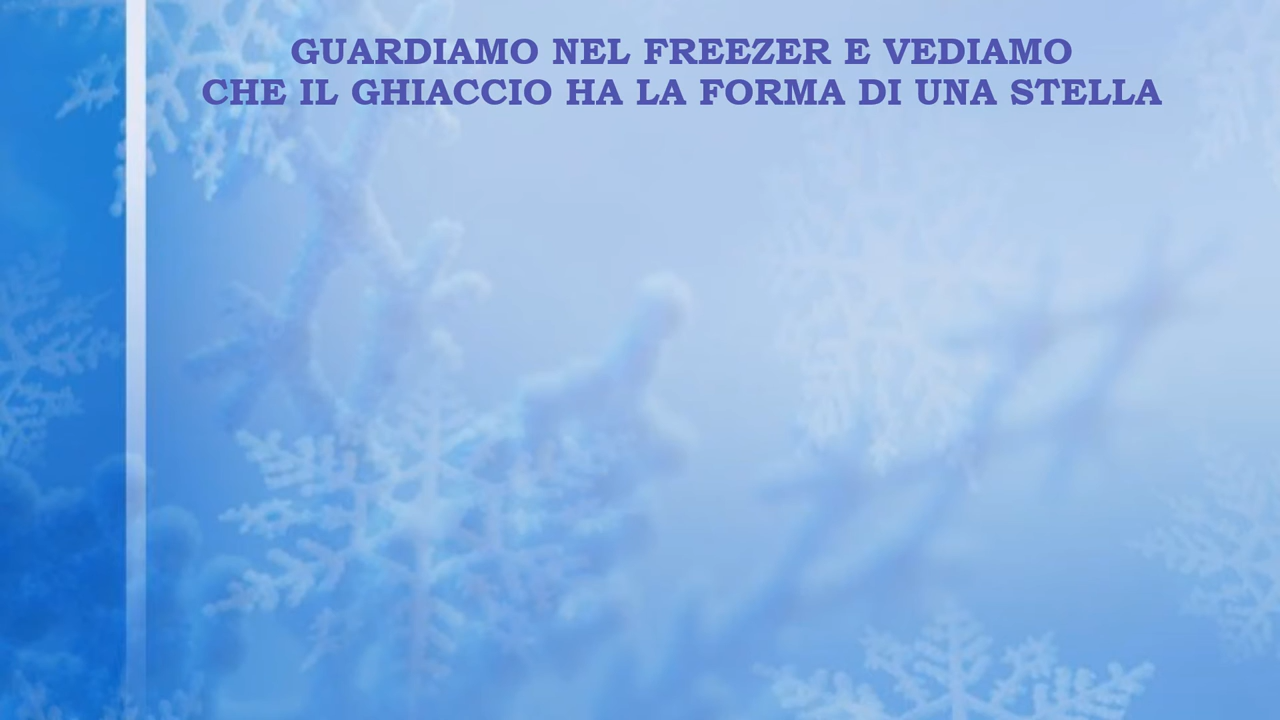 GUARDIAMO NEL FREEZER E VEDIAMO
CHE IL GHIACCIO HA LA FORMA DI UNA STELLA